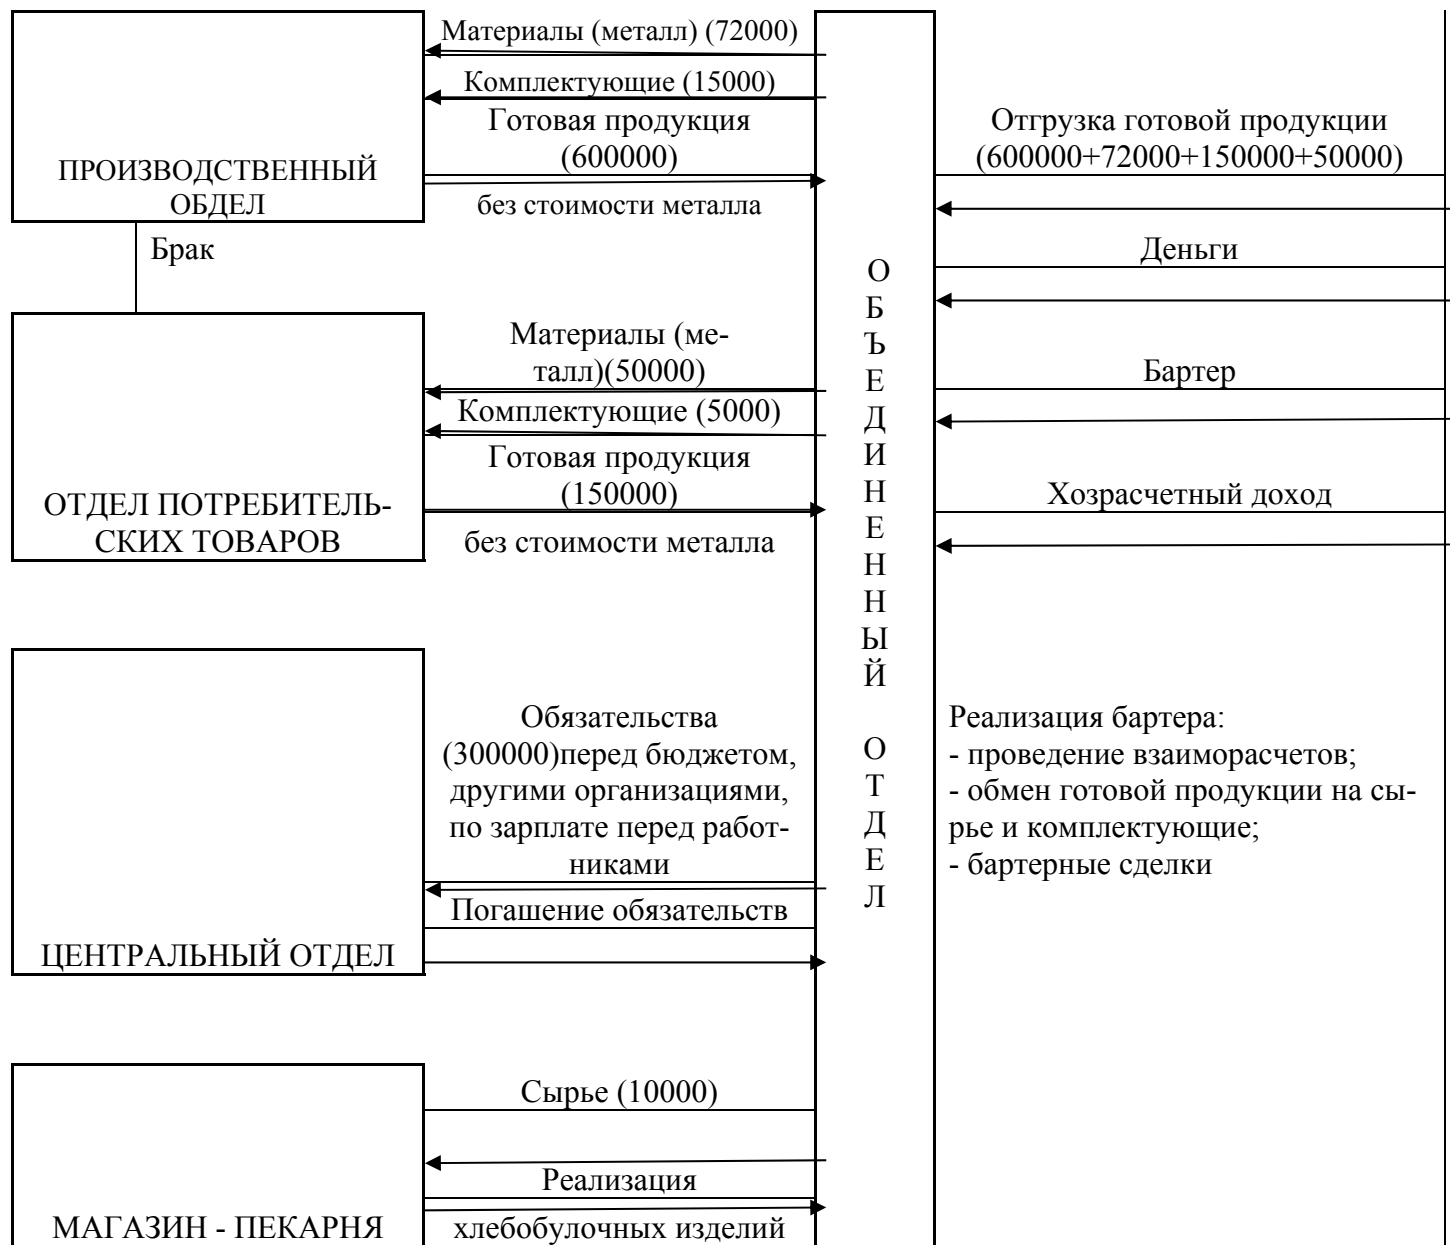 Материалы (металл) (72000)
Комплектующие (15000)
Готовая продукция
(600000)
без стоимости металла
ПРОИЗВОДСТВЕННЫЙ
ОБДЕЛ
Брак
Материалы (ме-
талл)(50000)
Комплектующие (5000)
Готовая продукция
(150000)
без стоимости металла
ОТДЕЛ ПОТРЕБИТЕЛЬ-
СКИХ ТОВАРОВ
Обязательства
(300000)перед бюджетом,
другими организациями,
по зарплате перед работ-
никами
Погашение обязательств
ЦЕНТРАЛЬНЫЙ ОТДЕЛ
Сырье (10000)
Реализация
хлебобулочных изделий
МАГАЗИН - ПЕКАРНЯ
О
Б
Ъ
Е
Д
И
Н
Е
Н
Н
Ы
Й
О
Т
Д
Е
Л
Отгрузка готовой продукции
(600000+72000+150000+50000)
Деньги
Бартер
Хозрасчетный доход
Реализация бартера:
- проведение взаиморасчетов;
- обмен готовой продукции на сы-
рье и комплектующие;
- бартерные сделки